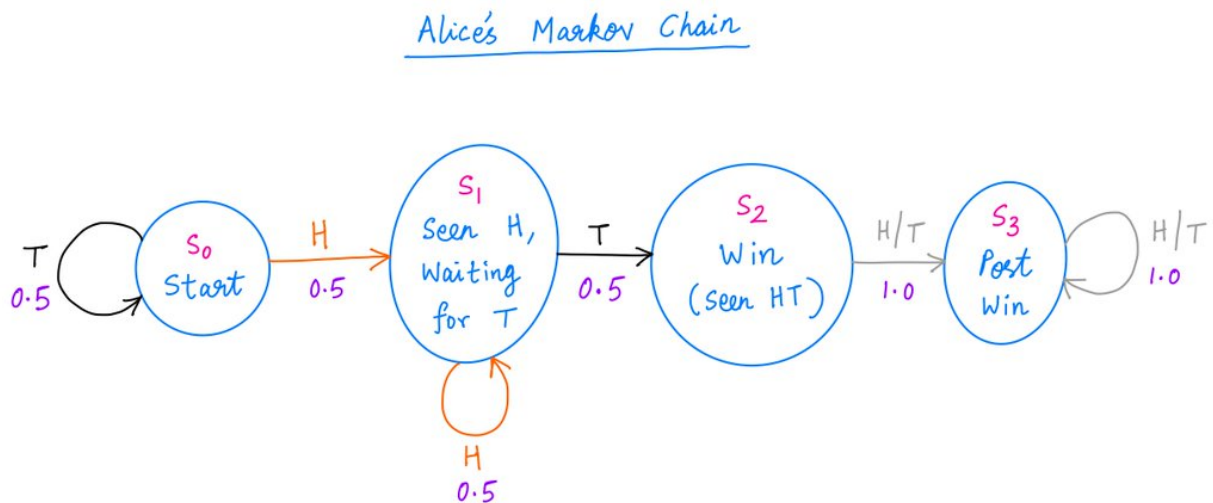 Alice's Markov Chain
T
0.5
S0
Start
H
0.5
S1
Seen H,
Waiting
for T
H
0.5
T
0.5
S2
Win
(Seen HT)
H/T
1.0
S3
Post
Win
H/T
1.0